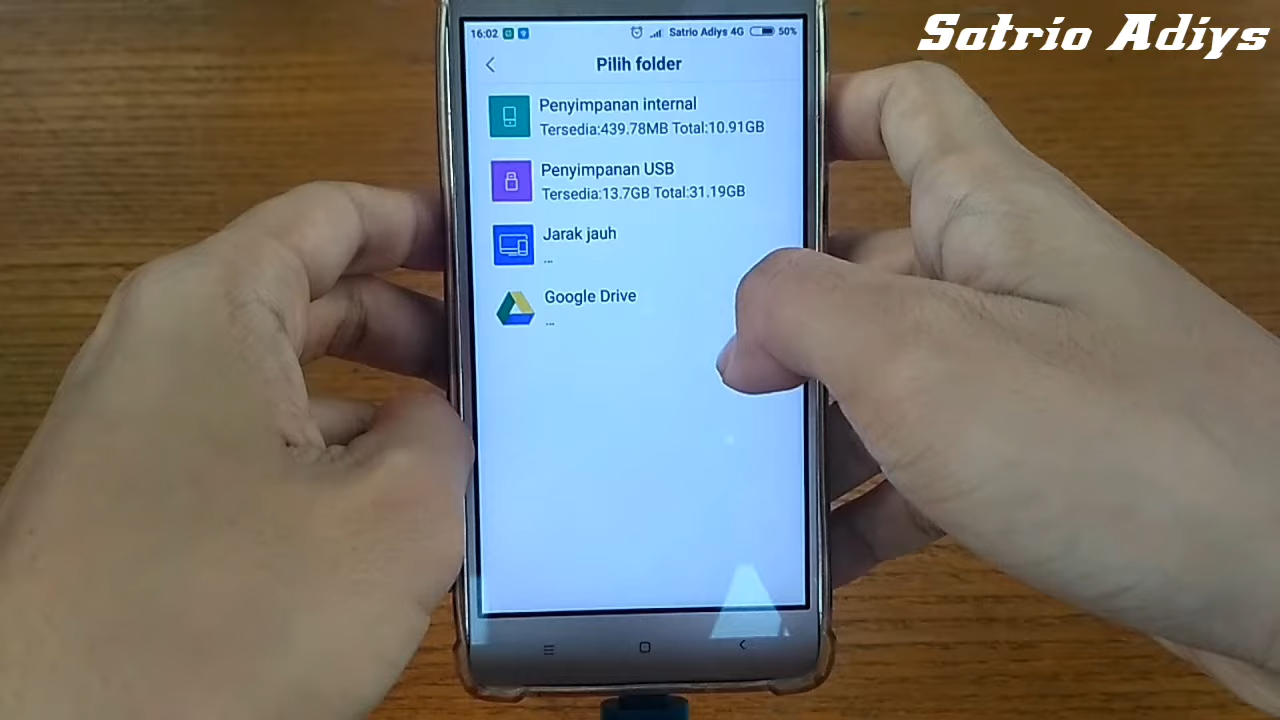 Satrio Adiys
16:02 Satrio Adiys 4G 50%
Pilih folder
Penyimpanan internal
Tersedia:439.78MB Total:10.91GB
Penyimpanan USB
Tersedia:13.7GB Total:31.19GB
Jarak jauh
...
Google Drive
...